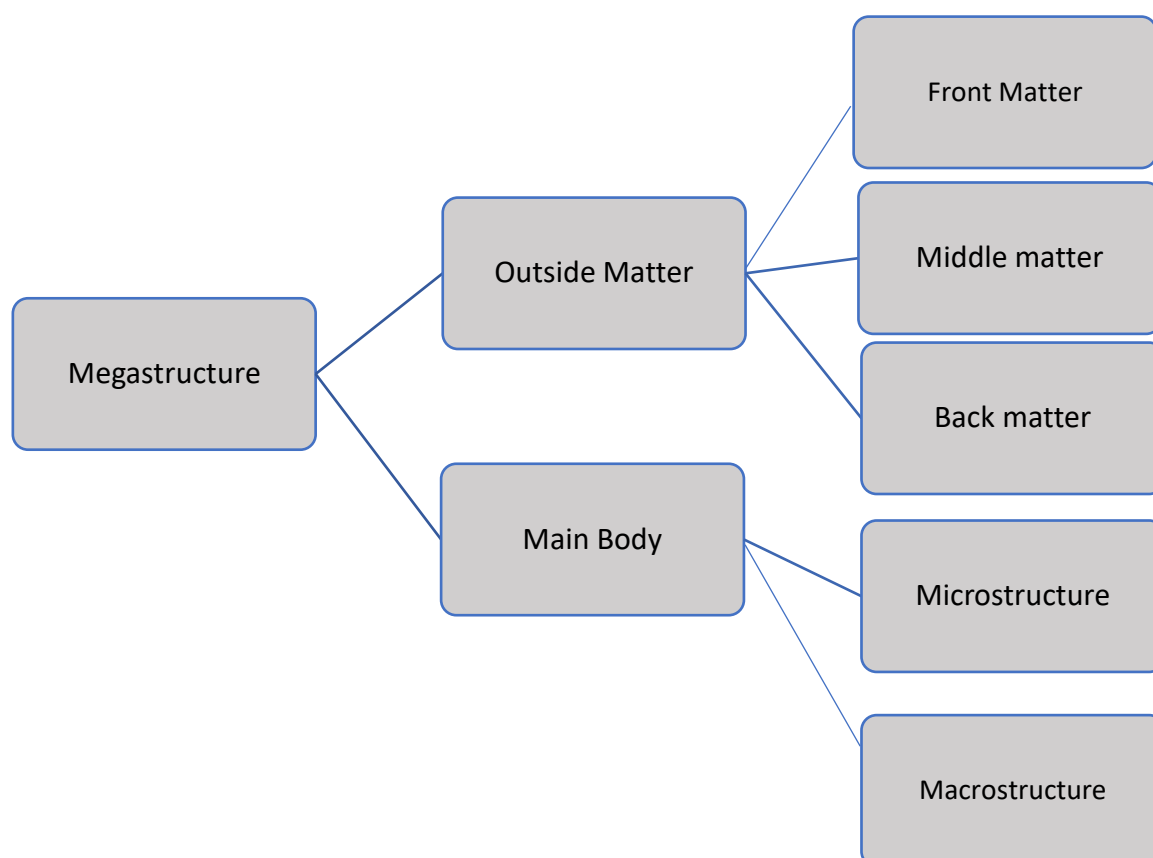 Front Matter
Outside Matter
Middle matter
Megastructure
Back matter
Main Body
Microstructure
Macrostructure